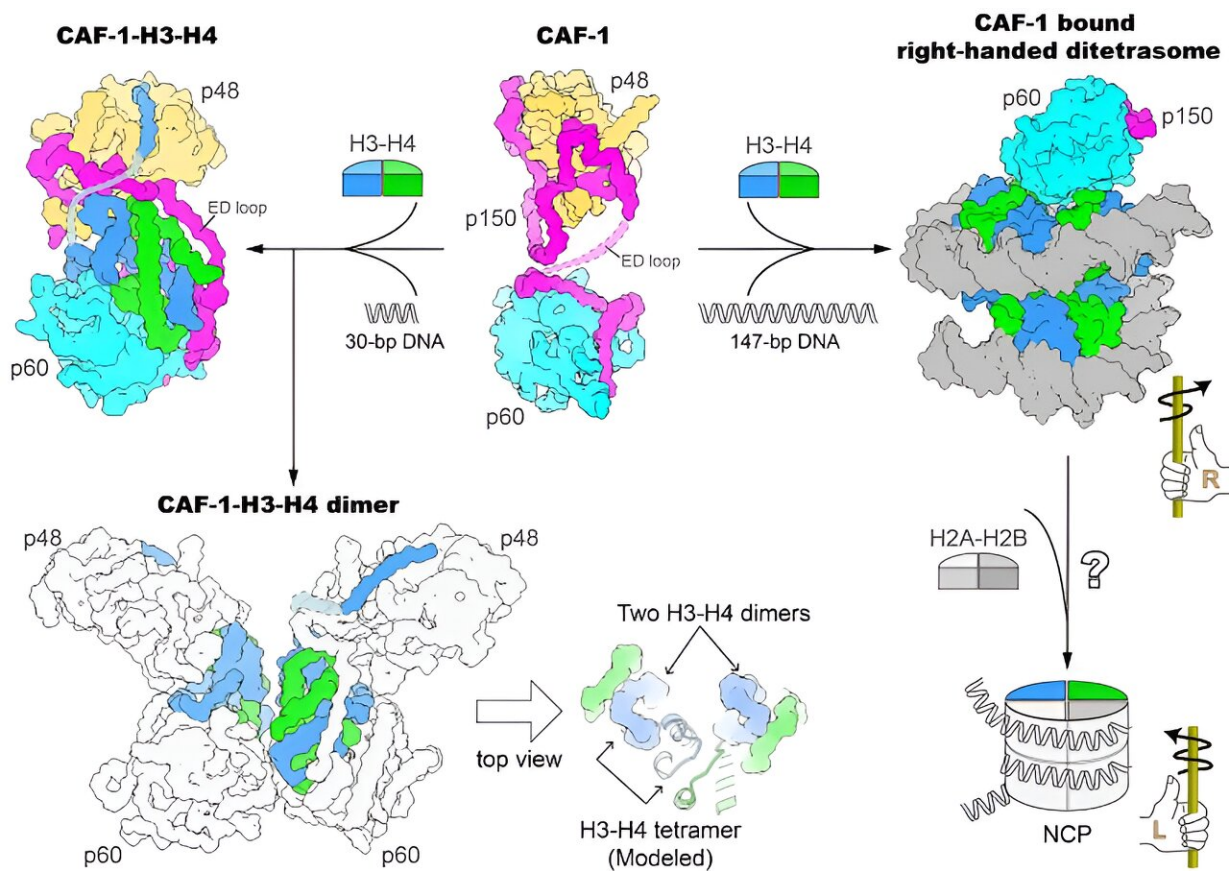 CAF-1-H3-H4
p48
ED loop
p60
CAF-1
p48
H3-H4
p150
ED loop
30-bp DNA
p60
H3-H4
147-bp DNA
CAF-1 bound
right-handed ditetrasome
p60
p150
R
CAF-1-H3-H4 dimer
p48
p48
p60
p60
top view
Two H3-H4 dimers
H3-H4 tetramer
(Modeled)
H2A-H2B
?
NCP
L